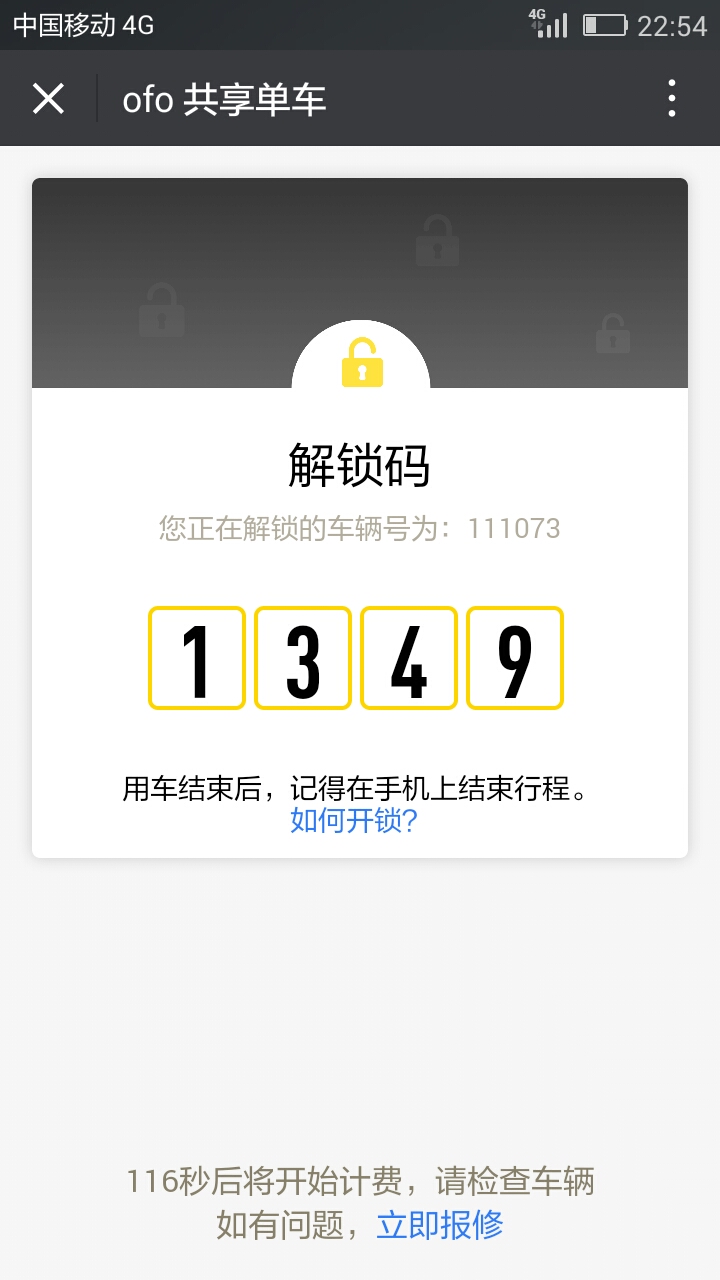 中国移动 4G
4G
22:54
ofo 共享单车
解锁码
您正在解锁的车辆号为：111073
1 3 4 9
用车结束后，记得在手机上结束行程。
如何开锁?
116秒后将开始计费，请检查车辆
如有问题，立即报修